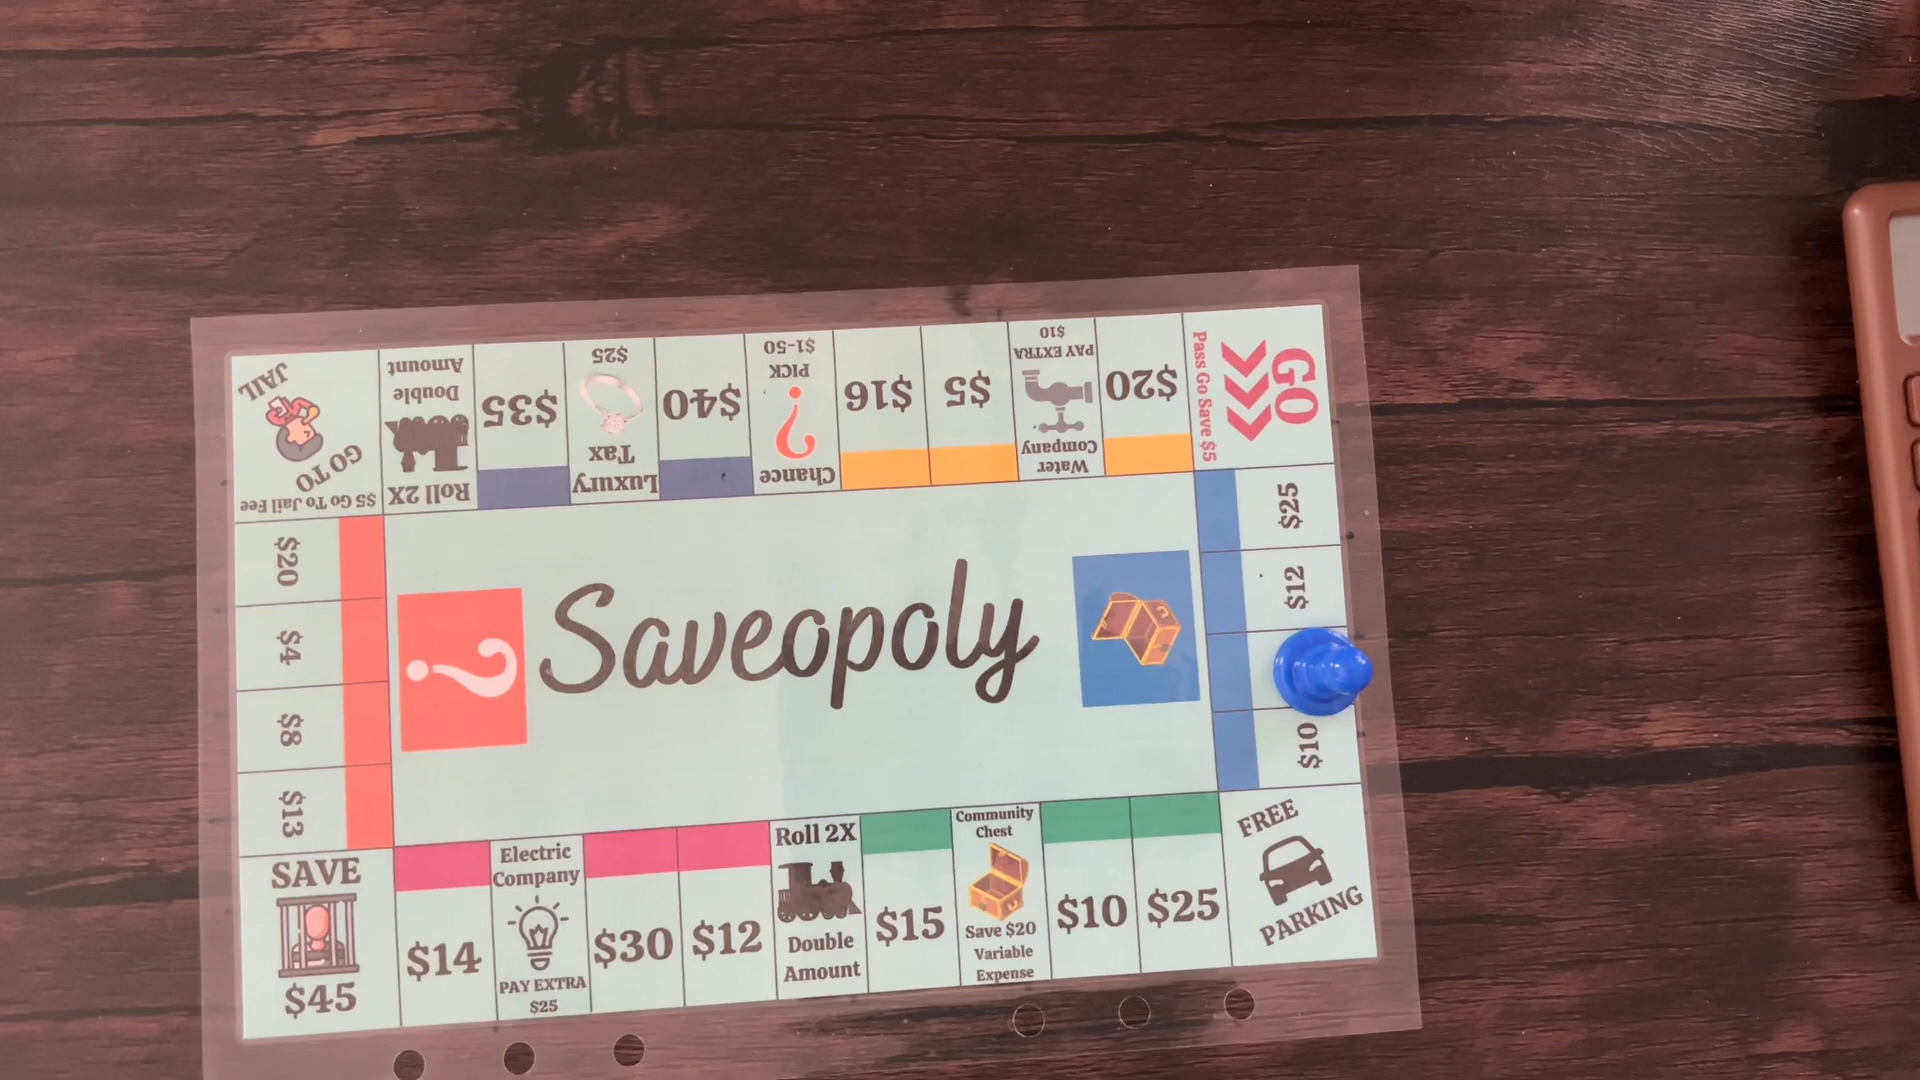 GO TO
JAIL
$5 Go To Jail Fee
Roll 2X
Double
Amount
$35
Luxury
Tax
$25
$40
Chance
PICK
$1-50
$16
$5
Water
Company
PAY EXTRA
$10
$20
GO
Pass Go Save $5
$20
$4
$8
$13
Saveopoly
$25
$12
$10
SAVE
$45
$14
Electric
Company
PAY EXTRA
$25
$30
$12
Roll 2X
Double
Amount
$15
Community
Chest
Save $20
Variable
Expense
$10
$25
FREE
PARKING